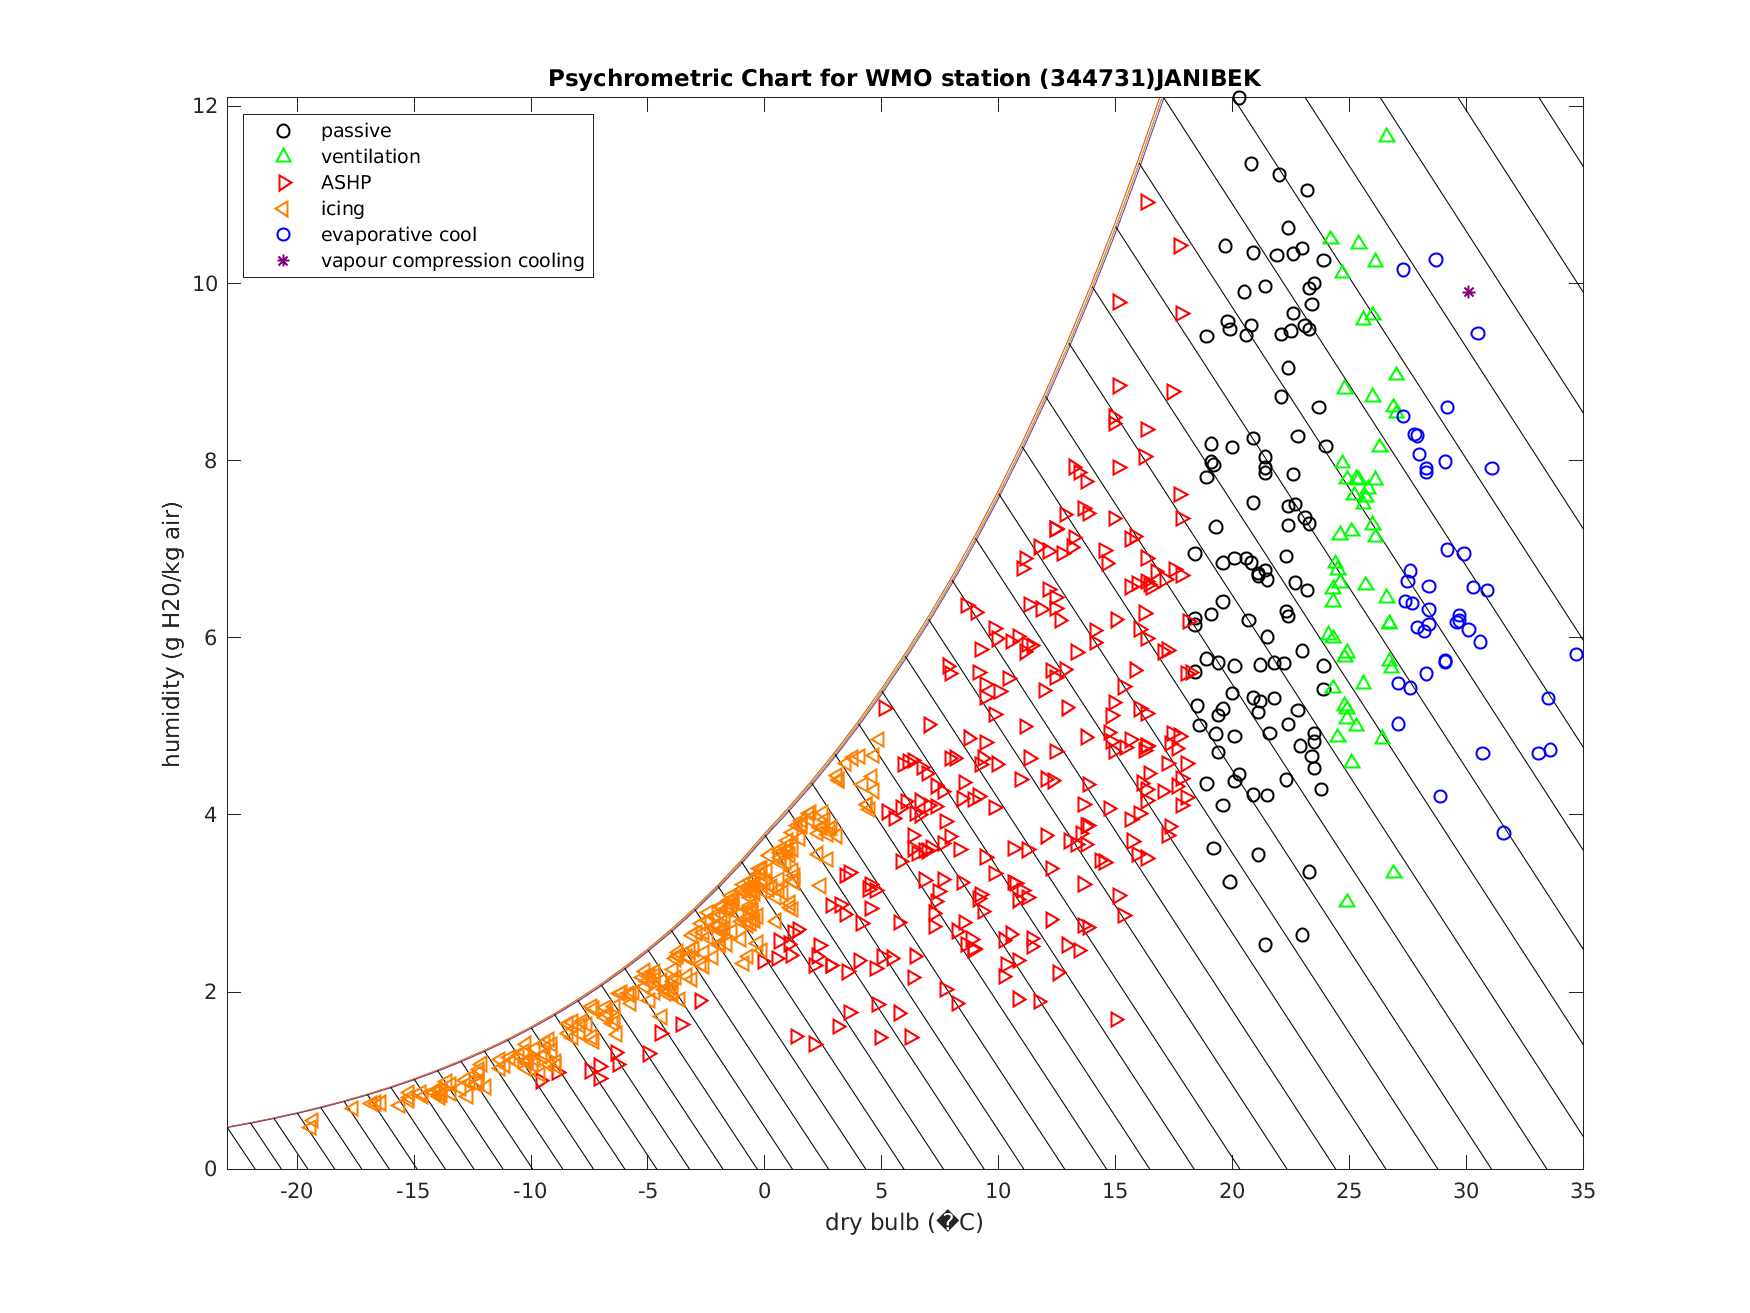 Psychrometric Chart for WMO station (344731)JANIBEK
passive
ventilation
ASHP
icing
evaporative cool
vapour compression cooling
humidity (g H20/kg air)
12
10
8
6
4
2
0
-20 -15 -10 -5 0 5 10 15 20 25 30 35
dry bulb (�C)